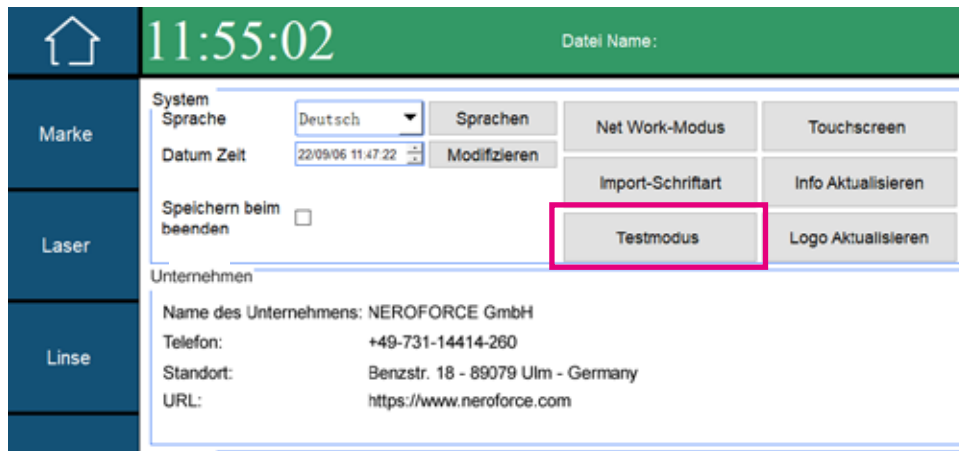 11:55:02 Datei Name:
Marke
Laser
Linse
System
Sprache Deutsch Sprachen
Datum Zeit 22/09/06 11:47:22 Modifizieren
Speichern beim
beenden
Net Work-Modus Touchscreen
Import-Schriftart Info Aktualisieren
Testmodus Logo Aktualisieren
Unternehmen
Name des Unternehmens: NEROFORCE GmbH
Telefon: +49-731-14414-260
Standort: Benzstr. 18 - 89079 Ulm - Germany
URL: https://www.neroforce.com